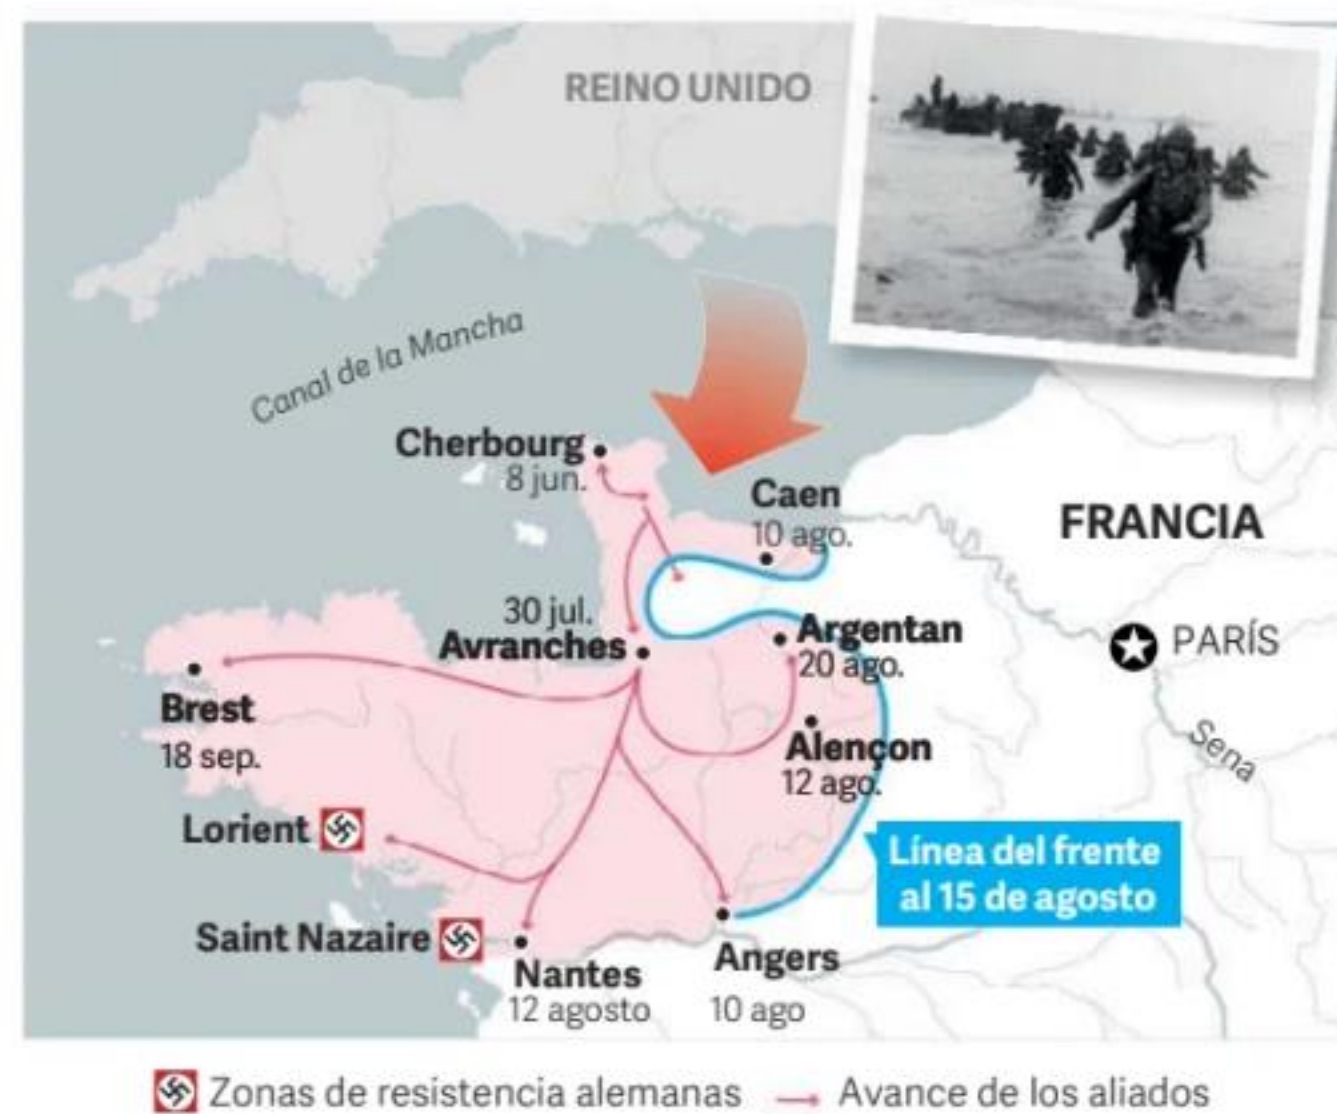 REINO UNIDO
Canal de la Mancha
Cherbourg
8 jun.
Caen
10 ago.
FRANCIA
30 jul.
Avranches
Argentan
20 ago.
PARÍS
Brest
18 sep.
Alençon
12 ago.
Sena
Lorient
Línea del frente
al 15 de agosto
Saint Nazaire
Nantes
12 agosto
Angers
10 ago
Zonas de resistencia alemanas
Avance de los aliados